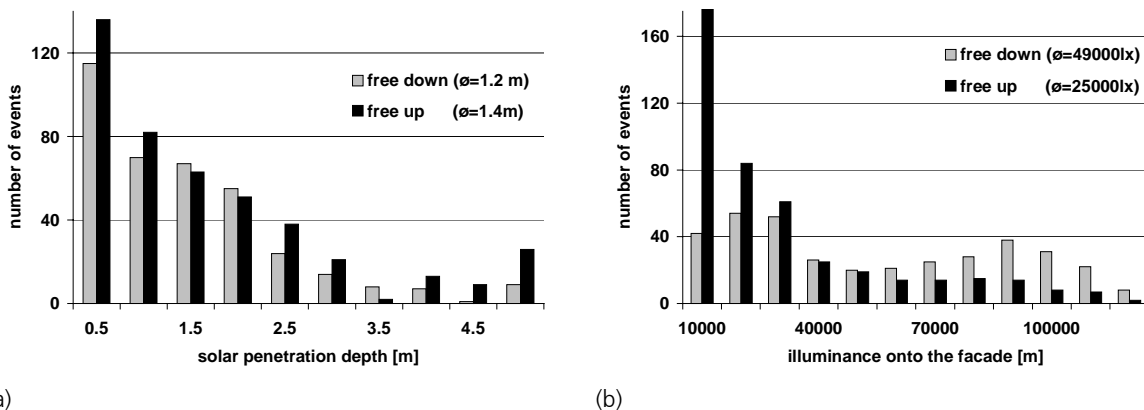 120
80
40
0
number of events
free down (ø=1.2 m)
free up (ø=1.4m)
0.5 1.5 2.5 3.5 4.5
solar penetration depth [m]
a)
160
120
80
40
0
number of events
free down (ø=49000lx)
free up (ø=25000lx)
10000 40000 70000 100000
illuminance onto the facade [m]
(b)